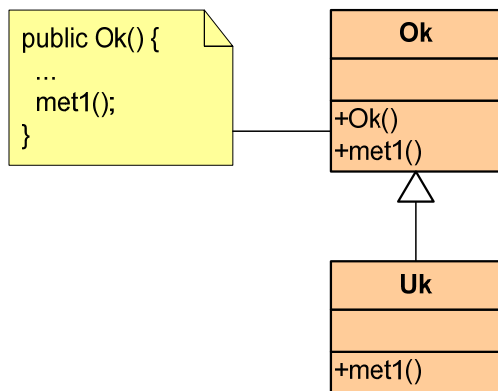 public Ok() {
...
met1();
}
Ok
+Ok()
+met1()
Uk
+met1()